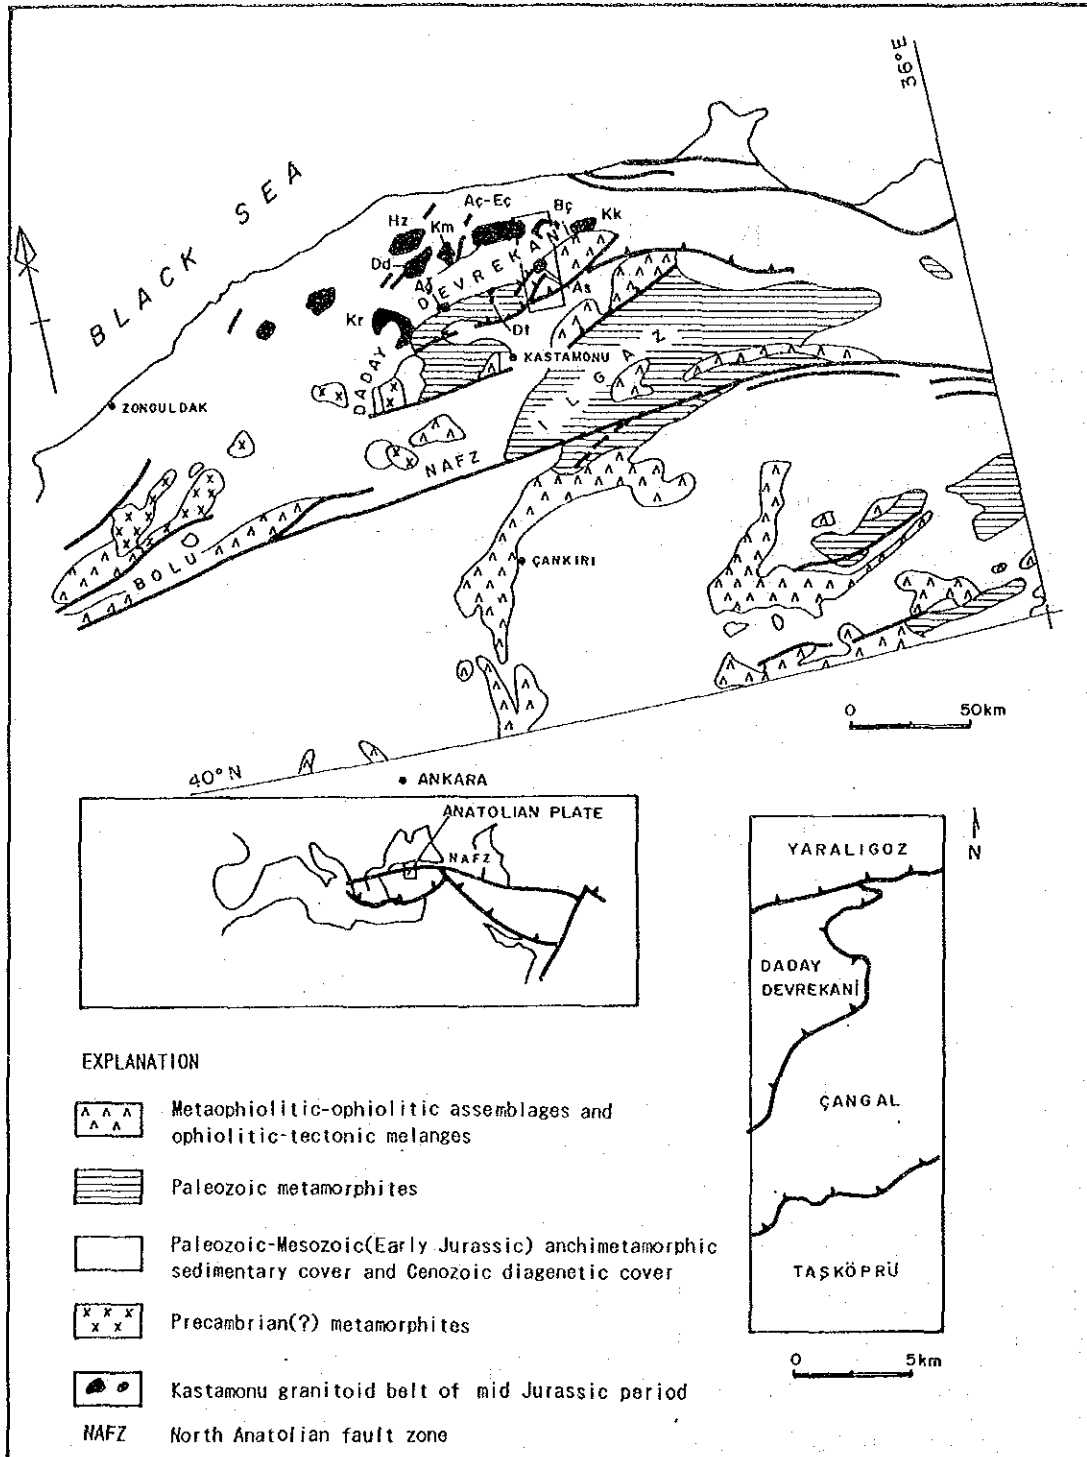 36°E
BLACK SEA
Aç-Eç
Hz
Km
Bç
Kk
Dd
DEVREKANİ
Ağ
As
Kr
Dt
DADAY
KASTAMONU
ILGAZ
ZONGULDAK
NAFZ
BOLU
ÇANKIRI
0 50km
40°N
ANKARA
ANATOLIAN PLATE
NAFZ
YARALIGOZ
N
DADAY
DEVREKANİ
ÇANGAL
TAŞKÖPRÜ
0 5km
EXPLANATION
Metaophiolitic-ophiolitic assemblages and
ophiolitic-tectonic melanges
Paleozoic metamorphites
Paleozoic-Mesozoic(Early Jurassic) anchimetamorphic
sedimentary cover and Cenozoic diagenetic cover
Precambrian(?) metamorphites
Kastamonu granitoid belt of mid Jurassic period
NAFZ North Anatolian fault zone